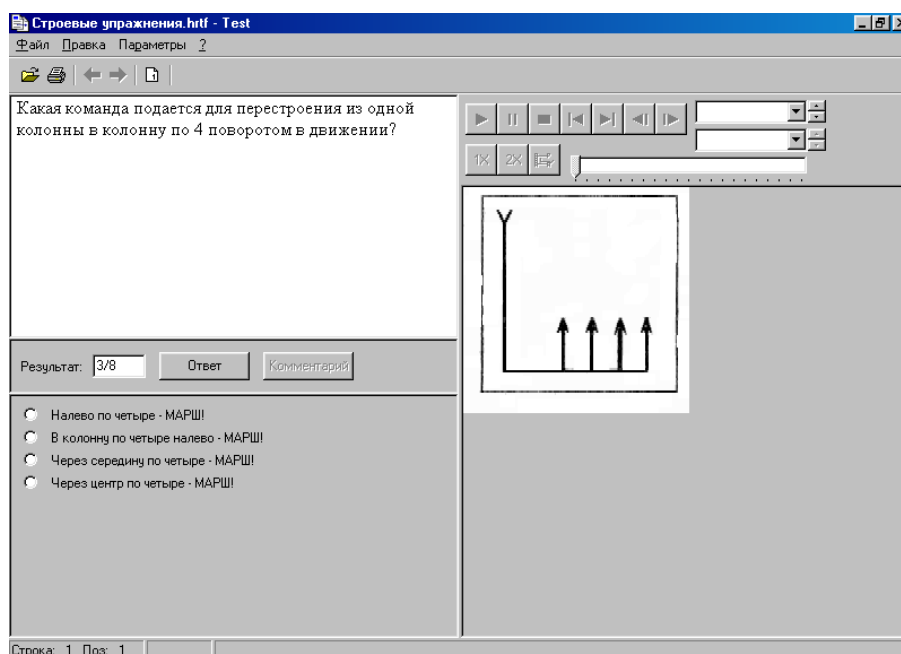 Строевые упражнения.hrtf - Test
Файл Правка Параметры ?
Какая команда подается для перестроения из одной
колонны в колонну по 4 поворотом в движении?
1X 2X
Результат: 3/8 Ответ Комментарий
Налево по четыре - МАРШ!
В колонну по четыре налево - МАРШ!
Через середину по четыре - МАРШ!
Через центр по четыре - МАРШ!
Строка: 1 Поз: 1